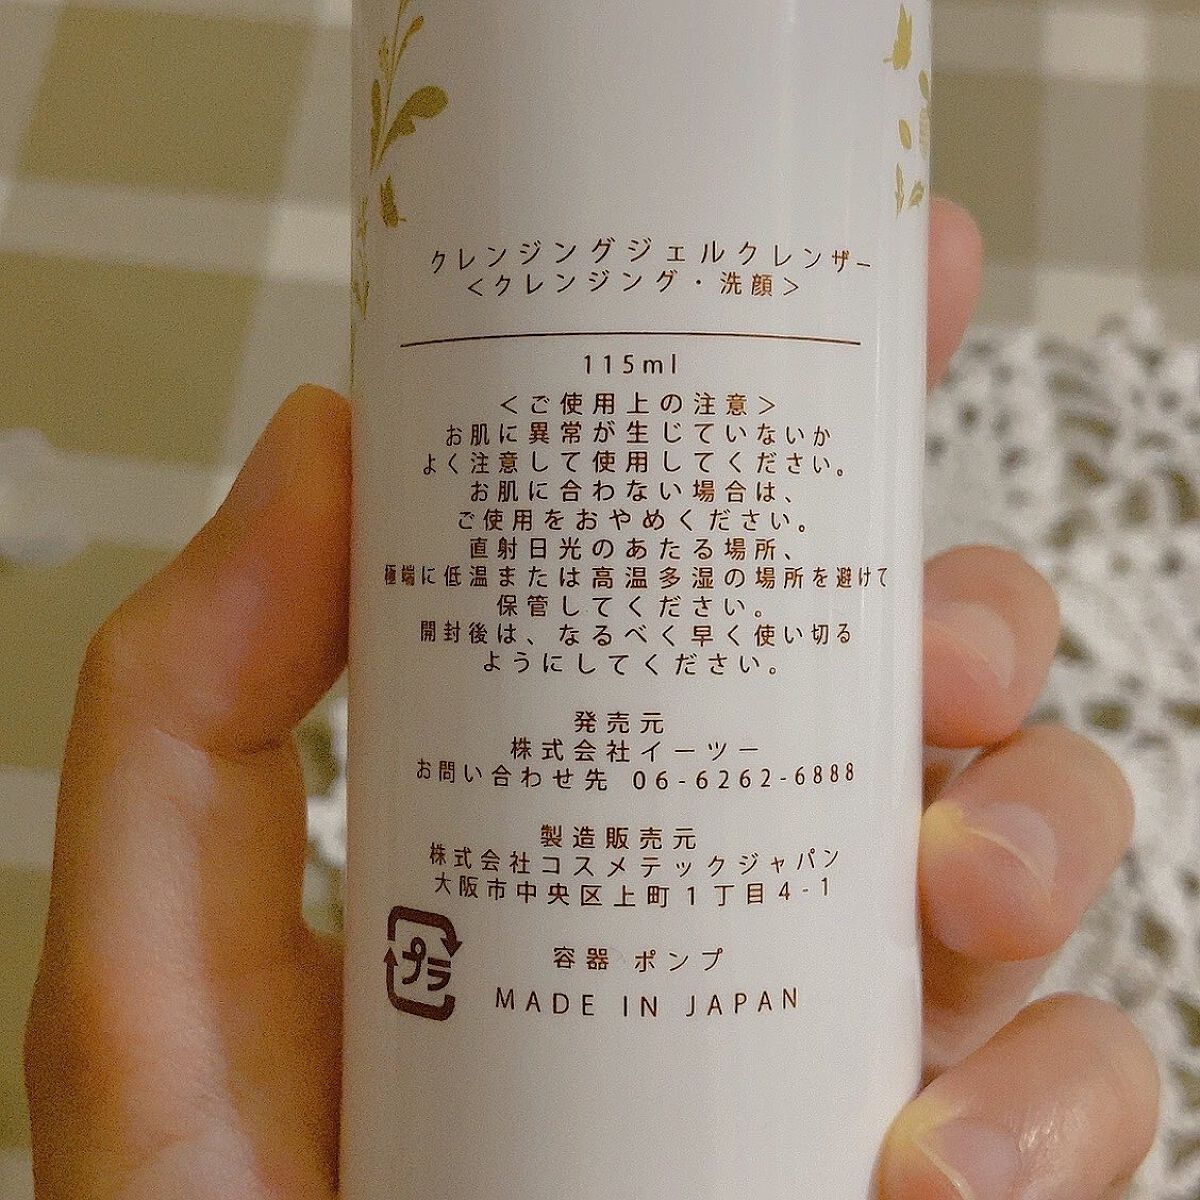 クレンジングジェルクレンザー
＜クレンジング・洗顔＞
115ml
＜ご使用上の注意＞
お肌に異常が生じていないか
よく注意して使用してください。
お肌に合わない場合は、
ご使用をおやめください。
直射日光のあたる場所、
極端に低温または高温多湿の場所を避けて
保管してください。
開封後は、なるべく早く使い切る
ようにしてください。
発売元
株式会社イーツー
お問い合わせ先 06-6262-6888
製造販売元
株式会社コスメテックジャパン
大阪市中央区上町1丁目4-1
プラ
容器 ポンプ
MADE IN JAPAN